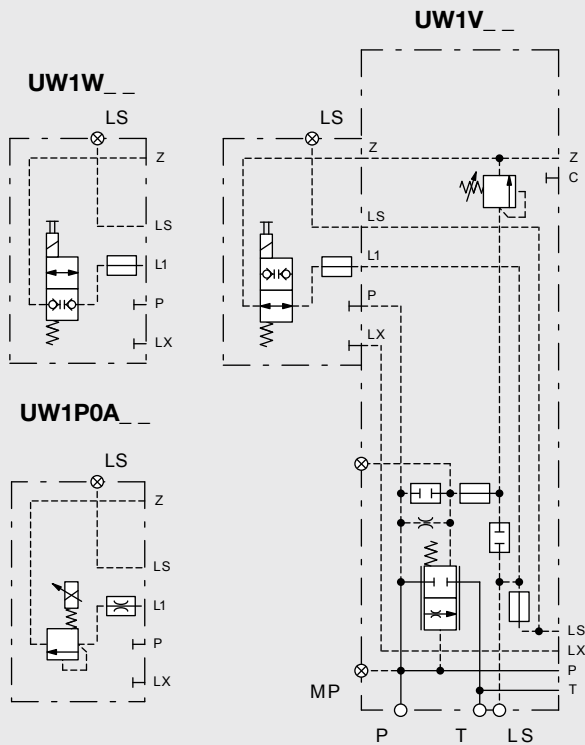 UW1V_ _
UW1W_ _
LS
Z
LS
L1
P
LX
LS
Z
C
LS
L1
P
LX
UW1P0A_ _
LS
Z
LS
L1
P
LX
LS
LX
P
T
MP
P T LS